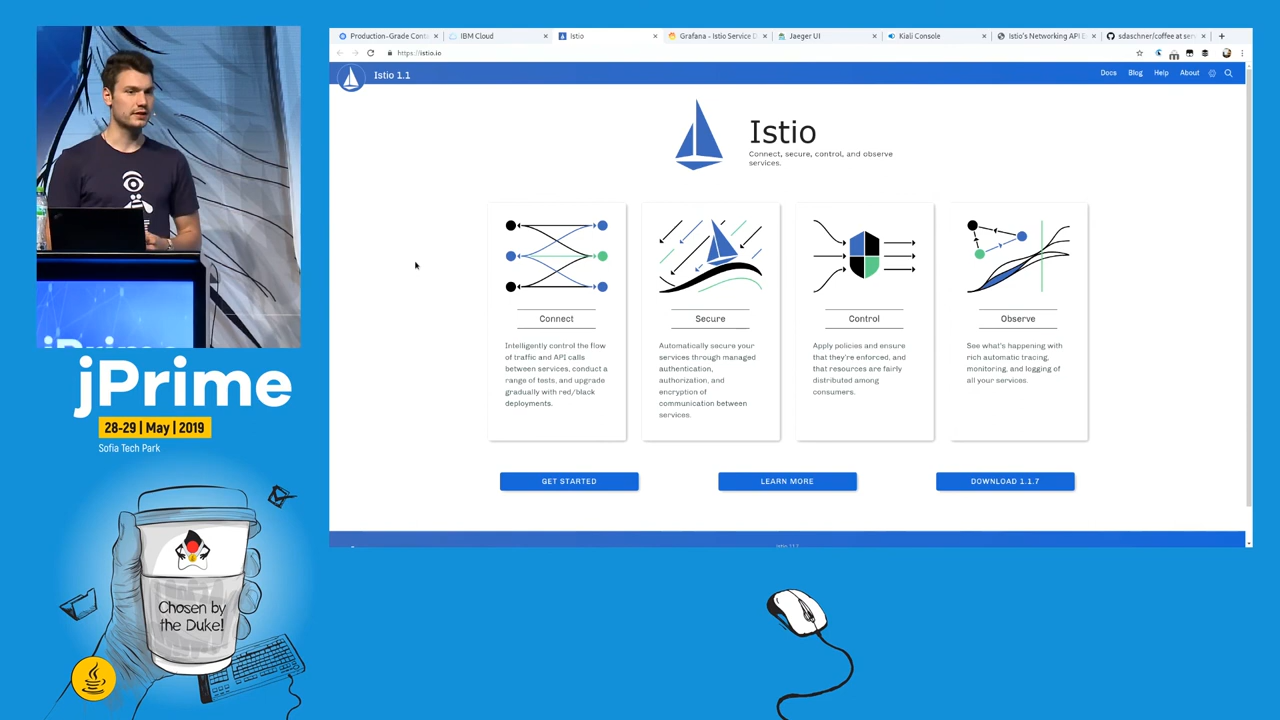 Production-Grade Conta
IBM Cloud
Istio
Grafana - Istio Service D
Jaeger UI
Kiali Console
Istio's Networking API E
sdaschner/coffee at ser
https://istio.io
Istio 1.1
Docs
Blog
Help
About
Istio
Connect, secure, control, and observe
services.
Connect
Intelligently control the flow
of traffic and API calls
between services, conduct a
range of tests, and upgrade
gradually with red/black
deployments.
Secure
Automatically secure your
services through managed
authentication,
authorization, and
encryption of
communication between
services.
Control
Apply policies and ensure
that they're enforced, and
that resources are fairly
distributed among
consumers.
Observe
See what's happening with
rich automatic tracing,
monitoring, and logging of
all your services.
GET STARTED
LEARN MORE
DOWNLOAD 1.1.7
jPrime
jPrime
28-29 | May | 2019
Sofia Tech Park
Chosen by
the Duke!